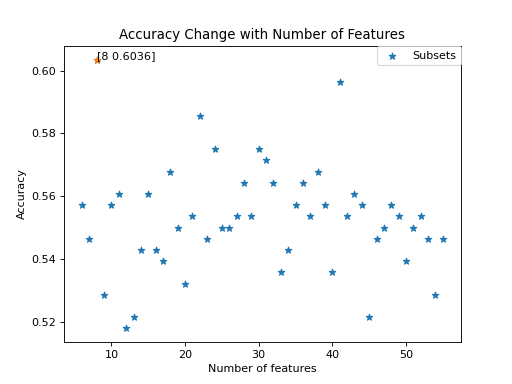 Accuracy Change with Number of Features
[8 0.6036]
Subsets
0.60
0.58
0.56
0.54
0.52
Accuracy
10 20 30 40 50
Number of features